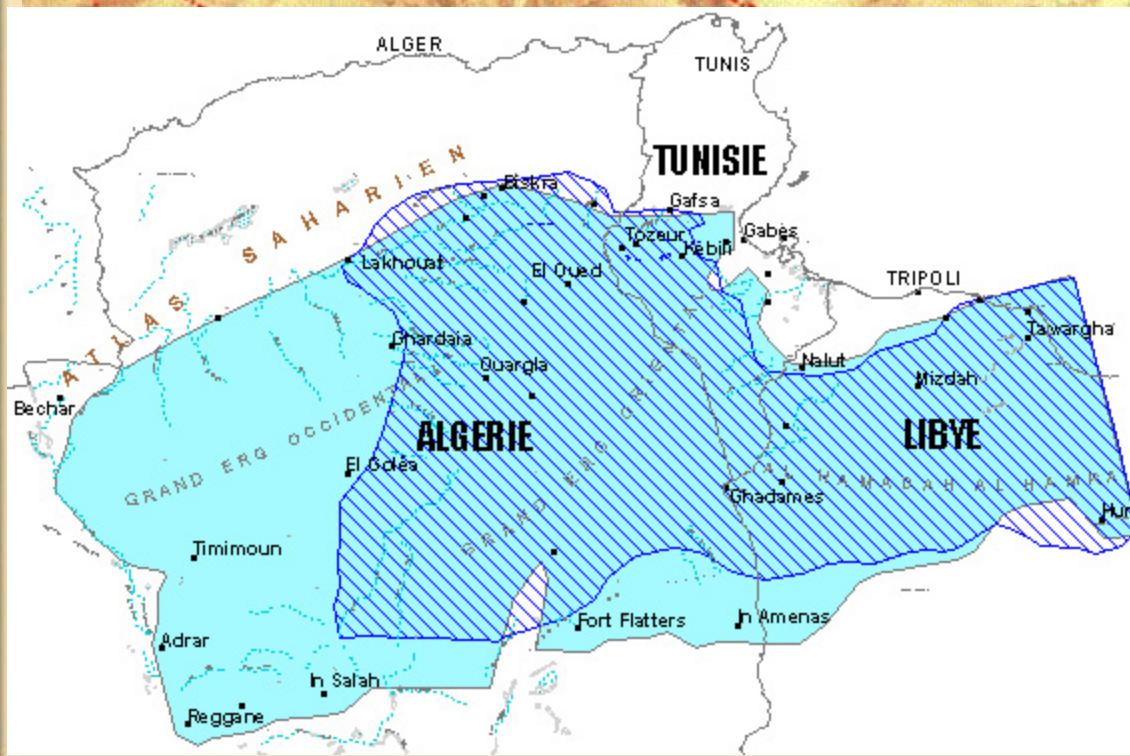 ALGER
TUNIS
TUNISIE
ATLAS SAHARIEN
Biskra
Gafsa
Tozeur
Kebili
Gabès
Lakhouat
El Oued
TRIPOLI
Tawargha
Ghardaia
Ouargla
Nalut
Mizdah
Bechar
GRAND ERG OCCIDENTAL
ALGERIE
LIBYE
El Goléa
GRAND ERG ORIENTAL
Ghadames
AL HAMADAH AL HAMRA
Hun
Timimoun
Fort Flatters
In Amenas
Adrar
In Salah
Reggane